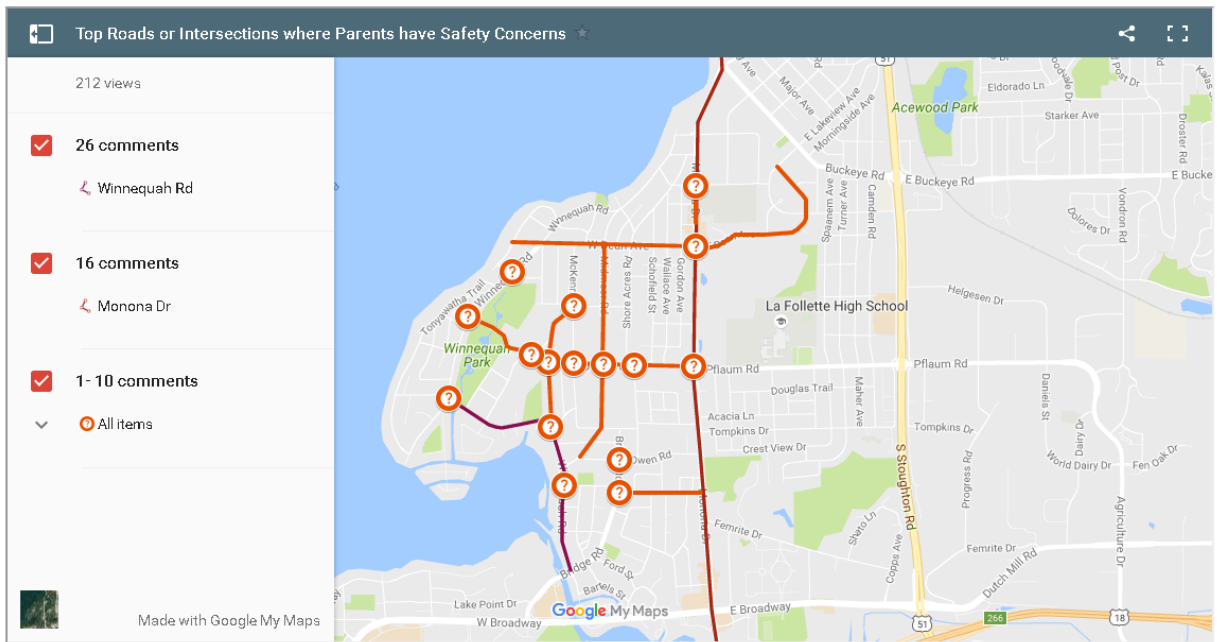 Top Roads or Intersections where Parents have Safety Concerns
212 views
26 comments
Winnequah Rd
16 comments
Monona Dr
1- 10 comments
All items
Made with Google My Maps
51
Major Ave
E Lakeview Ave
Morningside Ave
Acewood Park
Eldorado Ln
Starker Ave
Droster Rd
Buckeye Rd
E Buckeye Rd
E Bucke
Spaanem Ave
Turner Ave
Camden Rd
Vondron Rd
Dolores Dr
Winnequah Rd
McKenn
Shore Acres Rd
Schofield St
Wallace Ave
Gordon Ave
Tonyawatha Trail
Winnequah Park
La Follette High School
Helgesen Dr
Pflaum Rd
Pflaum Rd
Douglas Trail
Maher Ave
Daniels St
Acacia Ln
Tompkins Dr
Tompkins Dr
Crest View Dr
Dairy Dr
World Dairy Dr
Fen Oak Dr
Owen Rd
S Stoughton Rd
Progress Rd
Agriculture Dr
Monona Dr
Femrite Dr
Shato Ln
Copps Ave
Femrite Dr
Dutch Mill Rd
Bridge Rd
Ford St
Bartels St
Lake Point Dr
W Broadway
Google My Maps
E Broadway
51
266
18